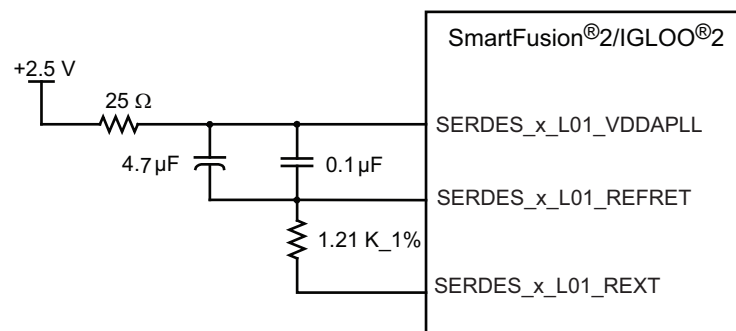 SmartFusion®2/IGLOO®2
+2.5 V
25 Ω
SERDES_x_L01_VDDAPLL
4.7µF
0.1µF
SERDES_x_L01_REFRET
1.21 K_1%
SERDES_x_L01_REXT